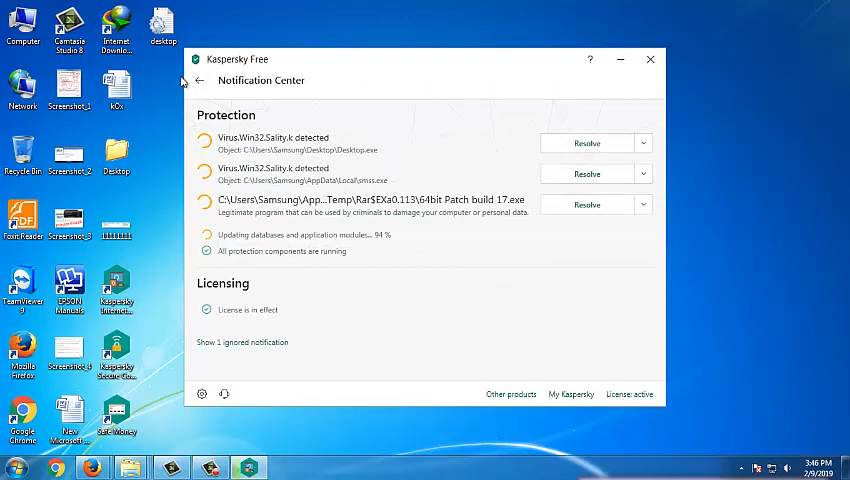 Computer
Camtasia
Studio 8
Internet
Downlo...
desktop
Network
Screenshot_1
kOx
Recycle Bin
Screenshot_2
Desktop
Foxit Reader
Screenshot_3
TeamViewer
9
EPSON
Manuals
Kaspersky
Internet...
Mozilla
Firefox
Screenshot_4
Kaspersky
Secure Co...
Google
Chrome
New
Microsoft ...
Safe Money
Kaspersky Free
?
Notification Center
Protection
Virus.Win32.Sality.k detected
Object: C:\Users\Samsung\Desktop\Desktop.exe
Resolve
Virus.Win32.Sality.k detected
Object: C:\Users\Samsung\AppData\Local\smss.exe
Resolve
C:\Users\Samsung\App...Temp\Rar$EXa0.113\64bit Patch build 17.exe
Legitimate program that can be used by criminals to damage your computer or personal data.
Resolve
Updating databases and application modules... 94 %
All protection components are running
Licensing
License is in effect
Show 1 ignored notification
Other products
My Kaspersky
License: active
3:46 PM
2/9/2019